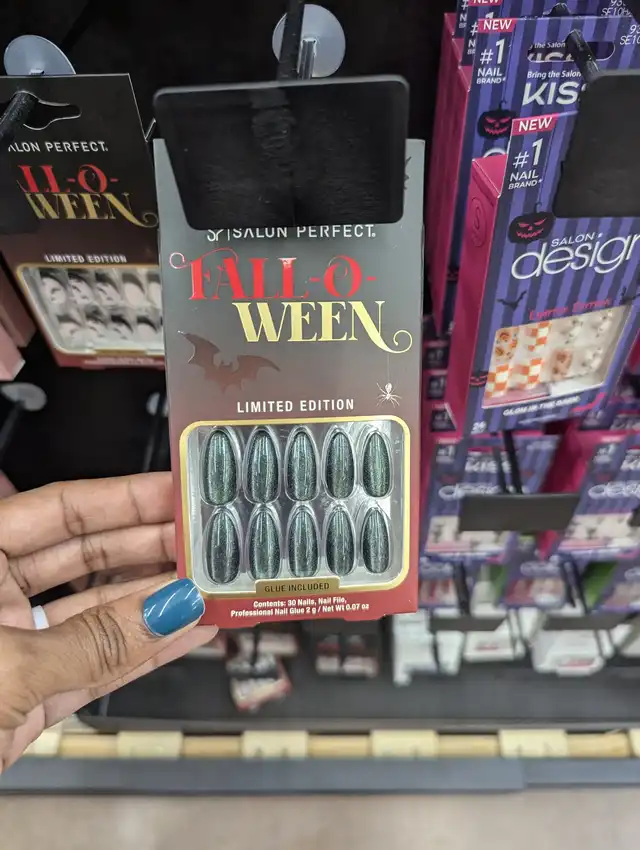 SALON PERFECT.
FALL-O-
WEEN
LIMITED EDITION
GLUE INCLUDED
Contents: 30 Nails, Nail File,
Professional Nail Glue 2 g / Net Wt 0.07 oz
PERFECT.
LL-O-
WEEN
LIMITED EDITION
NEW
#1
NAIL
BRAND*
Bring the Salon
KISS
NEW
#1
NAIL
BRAND*
SALON
design
GLOW IN THE DARK